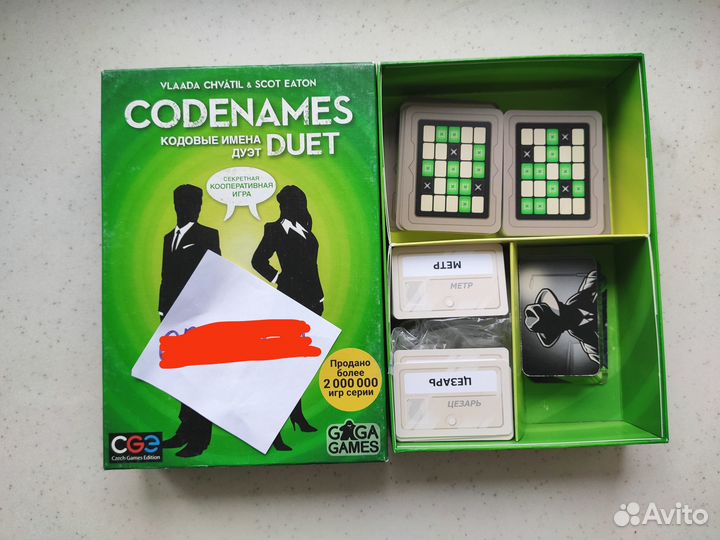 VLAADA CHVÁTIL & SCOT EATON
CODENAMES
КОДОВЫЕ ИМЕНА
ДУЭТ
DUET
СЕКРЕТНАЯ
КООПЕРАТИВНАЯ
ИГРА
Продано
более
2 000 000
игр серии
CGE
Czech Games Edition
GAGA
GAMES
МЕТР
МЕТР
ЦЕЗАРЬ
ЦЕЗАРЬ
Avito